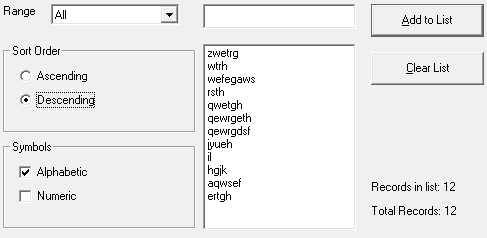 Range All Add to List
Sort Order
Ascending
Descending
Symbols
Alphabetic
Numeric
zwetrg
wtrh
wefegaws
rsth
qwetgh
qewrgeth
qewrgdsf
jyueh
il
hgjk
aqwsef
ertgh
Clear List
Records in list: 12
Total Records: 12